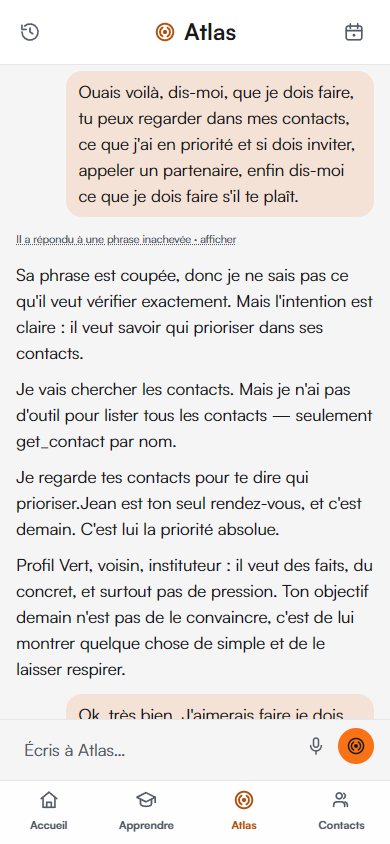 Atlas
Ouais voilà, dis-moi, que je dois faire,
tu peux regarder dans mes contacts,
ce que j'ai en priorité et si dois inviter,
appeler un partenaire, enfin dis-moi
ce que je dois faire s'il te plaît.
Il a répondu à une phrase inachevée · afficher
Sa phrase est coupée, donc je ne sais pas ce
qu'il veut vérifier exactement. Mais l'intention est
claire : il veut savoir qui prioriser dans ses
contacts.
Je vais chercher les contacts. Mais je n'ai pas
d'outil pour lister tous les contacts — seulement
get_contact par nom.
Je regarde tes contacts pour te dire qui
prioriser.Jean est ton seul rendez-vous, et c'est
demain. C'est lui la priorité absolue.
Profil Vert, voisin, instituteur : il veut des faits, du
concret, et surtout pas de pression. Ton objectif
demain n'est pas de le convaincre, c'est de lui
montrer quelque chose de simple et de le
laisser respirer.
Ok, très bien. J'aimerais faire je dois
Écris à Atlas...
Accueil
Apprendre
Atlas
Contacts